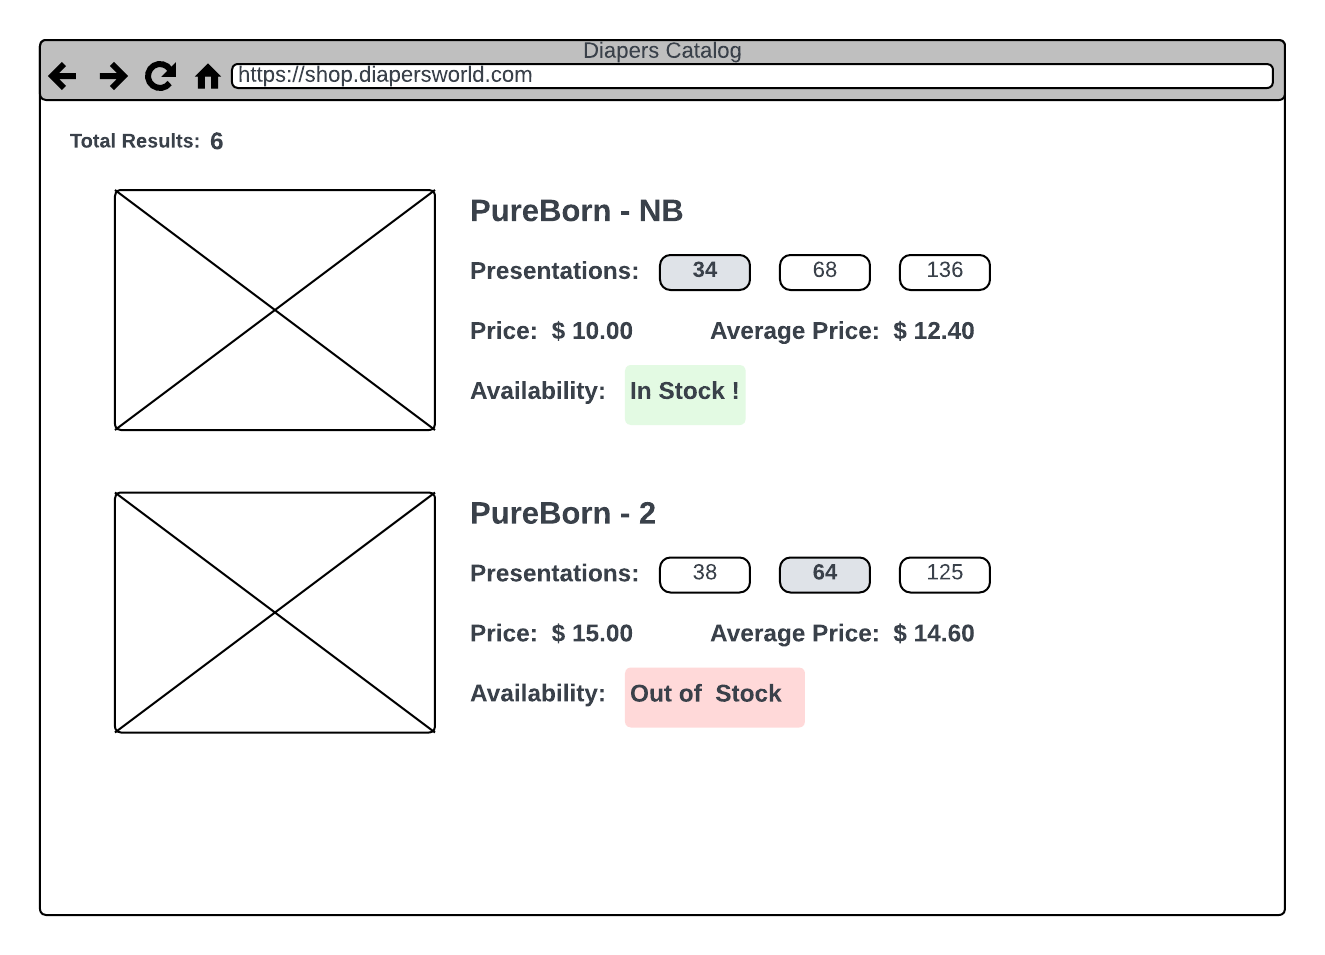 Diapers Catalog
https://shop.diapersworld.com
Total Results: 6
PureBorn - NB
Presentations: 34 68 136
Price: $ 10.00 Average Price: $ 12.40
Availability: In Stock !
PureBorn - 2
Presentations: 38 64 125
Price: $ 15.00 Average Price: $ 14.60
Availability: Out of Stock